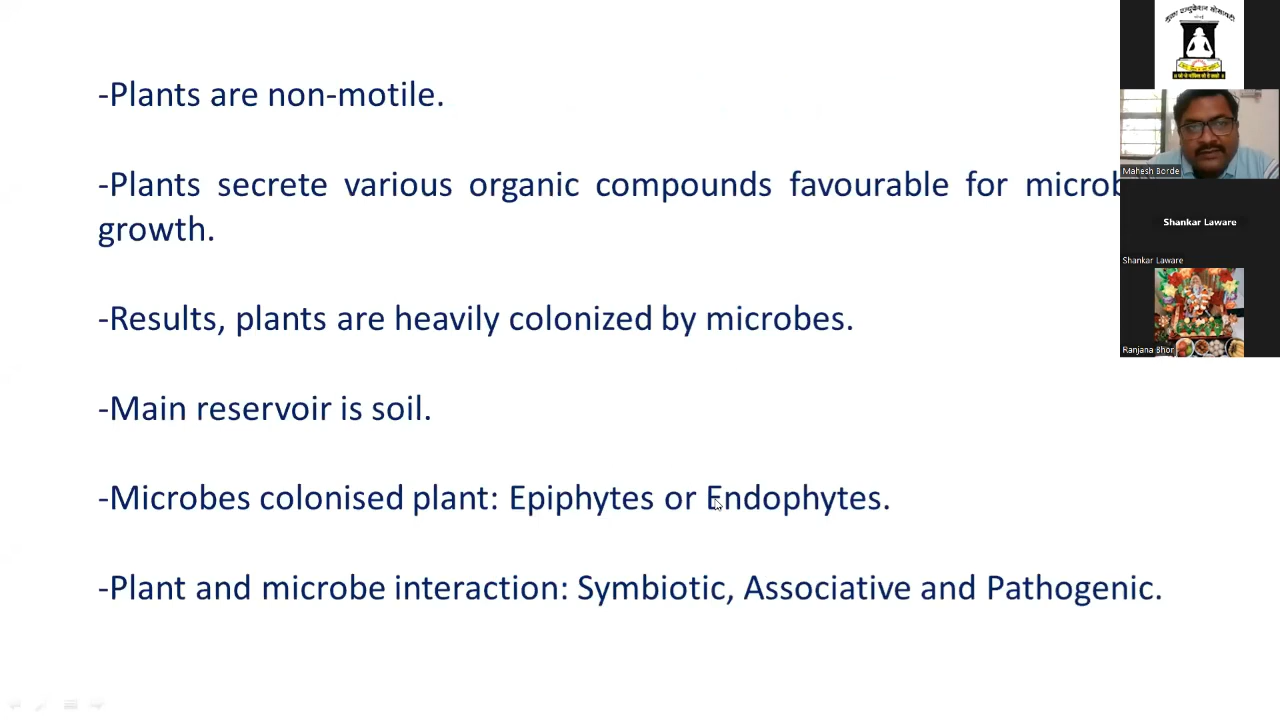 -Plants are non-motile.
-Plants secrete various organic compounds favourable for
growth.
-Results, plants are heavily colonized by microbes.
-Main reservoir is soil.
-Microbes colonised plant: Epiphytes or Endophytes.
-Plant and microbe interaction: Symbiotic, Associative and Pathogenic.
Mahesh Borde
Shankar Laware
Shankar Laware
Ranjana Bhor